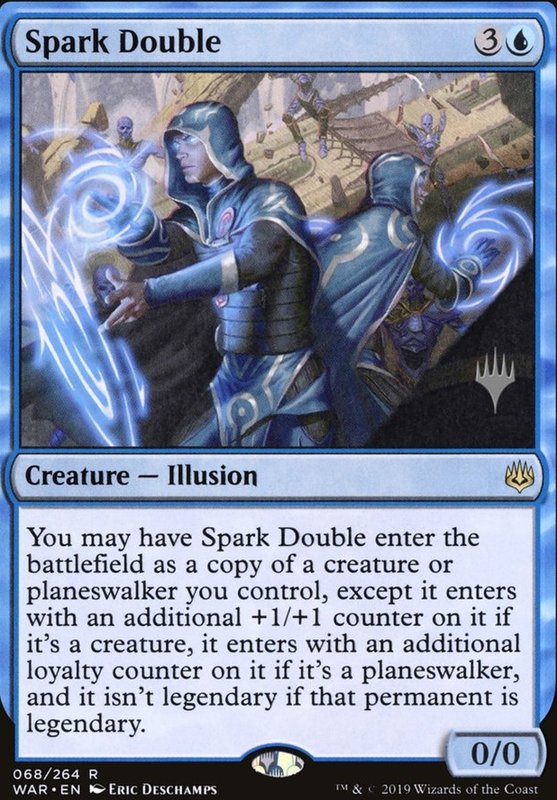 Spark Double
3
Creature — Illusion
You may have Spark Double enter the
battlefield as a copy of a creature or
planeswalker you control, except it enters
with an additional +1/+1 counter on it if
it's a creature, it enters with an additional
loyalty counter on it if it's a planeswalker,
and it isn't legendary if that permanent is
legendary.
0/0
068/264 R
WAR • EN Eric Deschamps
™ & © 2019 Wizards of the Coast